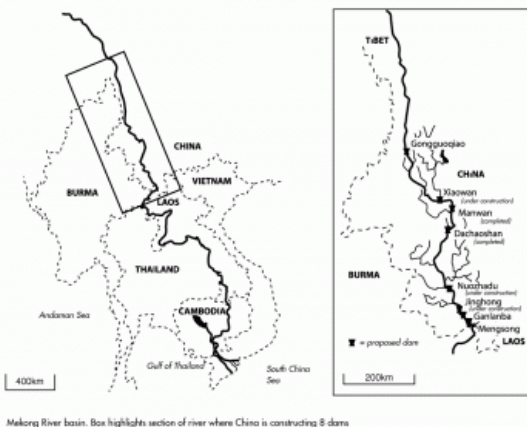 CHINA
BURMA
VIETNAM
LAOS
THAILAND
CAMBODIA
Andaman Sea
Gulf of Thailand
South China
Sea
400km
TIBET
Gongguoqiao
CHINA
Xiaowan
(under construction)
Manwan
(completed)
Dachaoshan
(completed)
BURMA
Nuozhadu
(under construction)
Jinghong
(under construction)
Ganlanba
Mengsong
LAOS
= proposed dam
200km
Mekong River basin. Box highlights section of river where China is constructing 8 dams